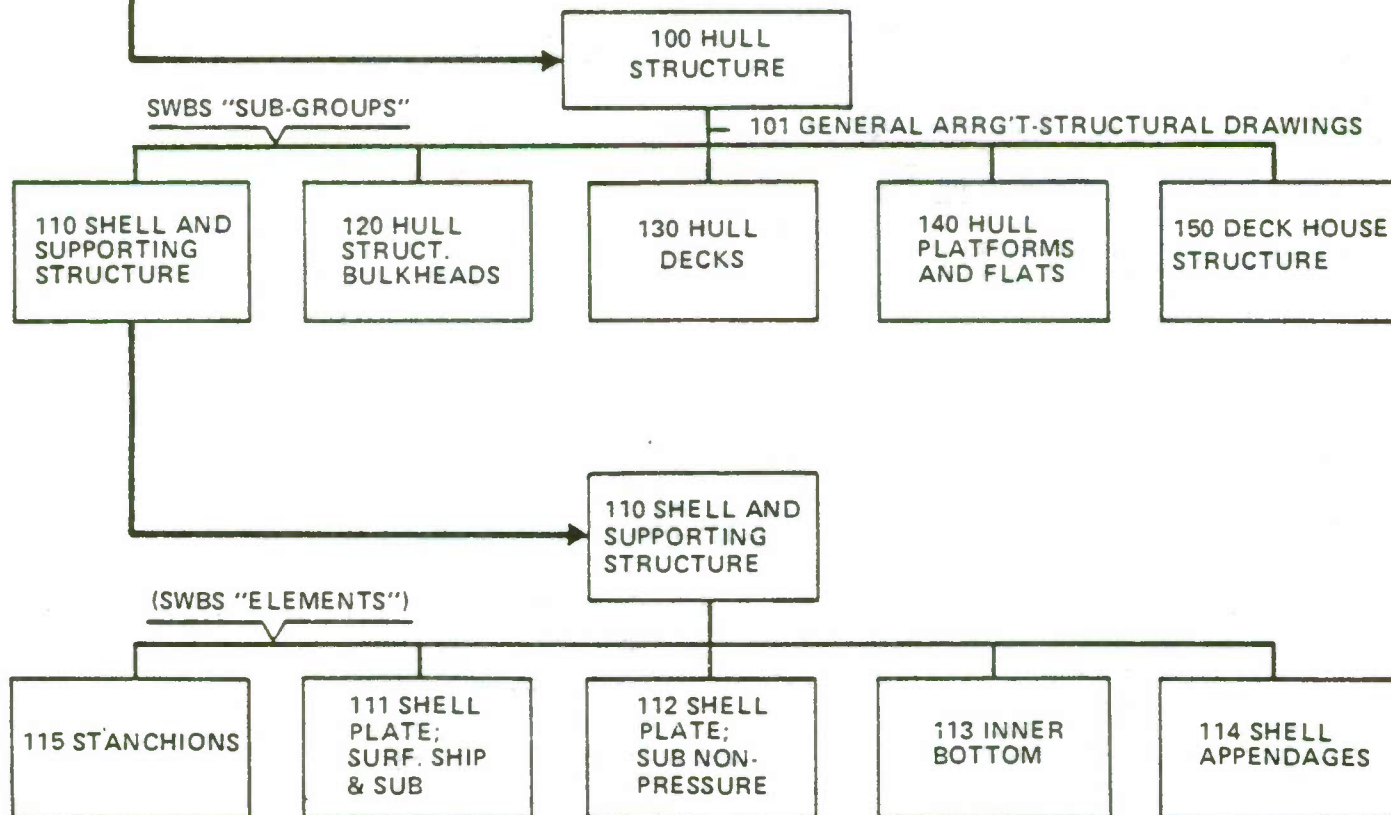 100 HULL
STRUCTURE
SWBS "SUB-GROUPS"
101 GENERAL ARRG'T-STRUCTURAL DRAWINGS
110 SHELL AND
SUPPORTING
STRUCTURE
120 HULL
STRUCT.
BULKHEADS
130 HULL
DECKS
140 HULL
PLATFORMS
AND FLATS
150 DECK HOUSE
STRUCTURE
110 SHELL AND
SUPPORTING
STRUCTURE
(SWBS "ELEMENTS")
115 STANCHIONS
111 SHELL
PLATE;
SURF. SHIP
& SUB
112 SHELL
PLATE;
SUB NON-
PRESSURE
113 INNER
BOTTOM
114 SHELL
APPENDAGES